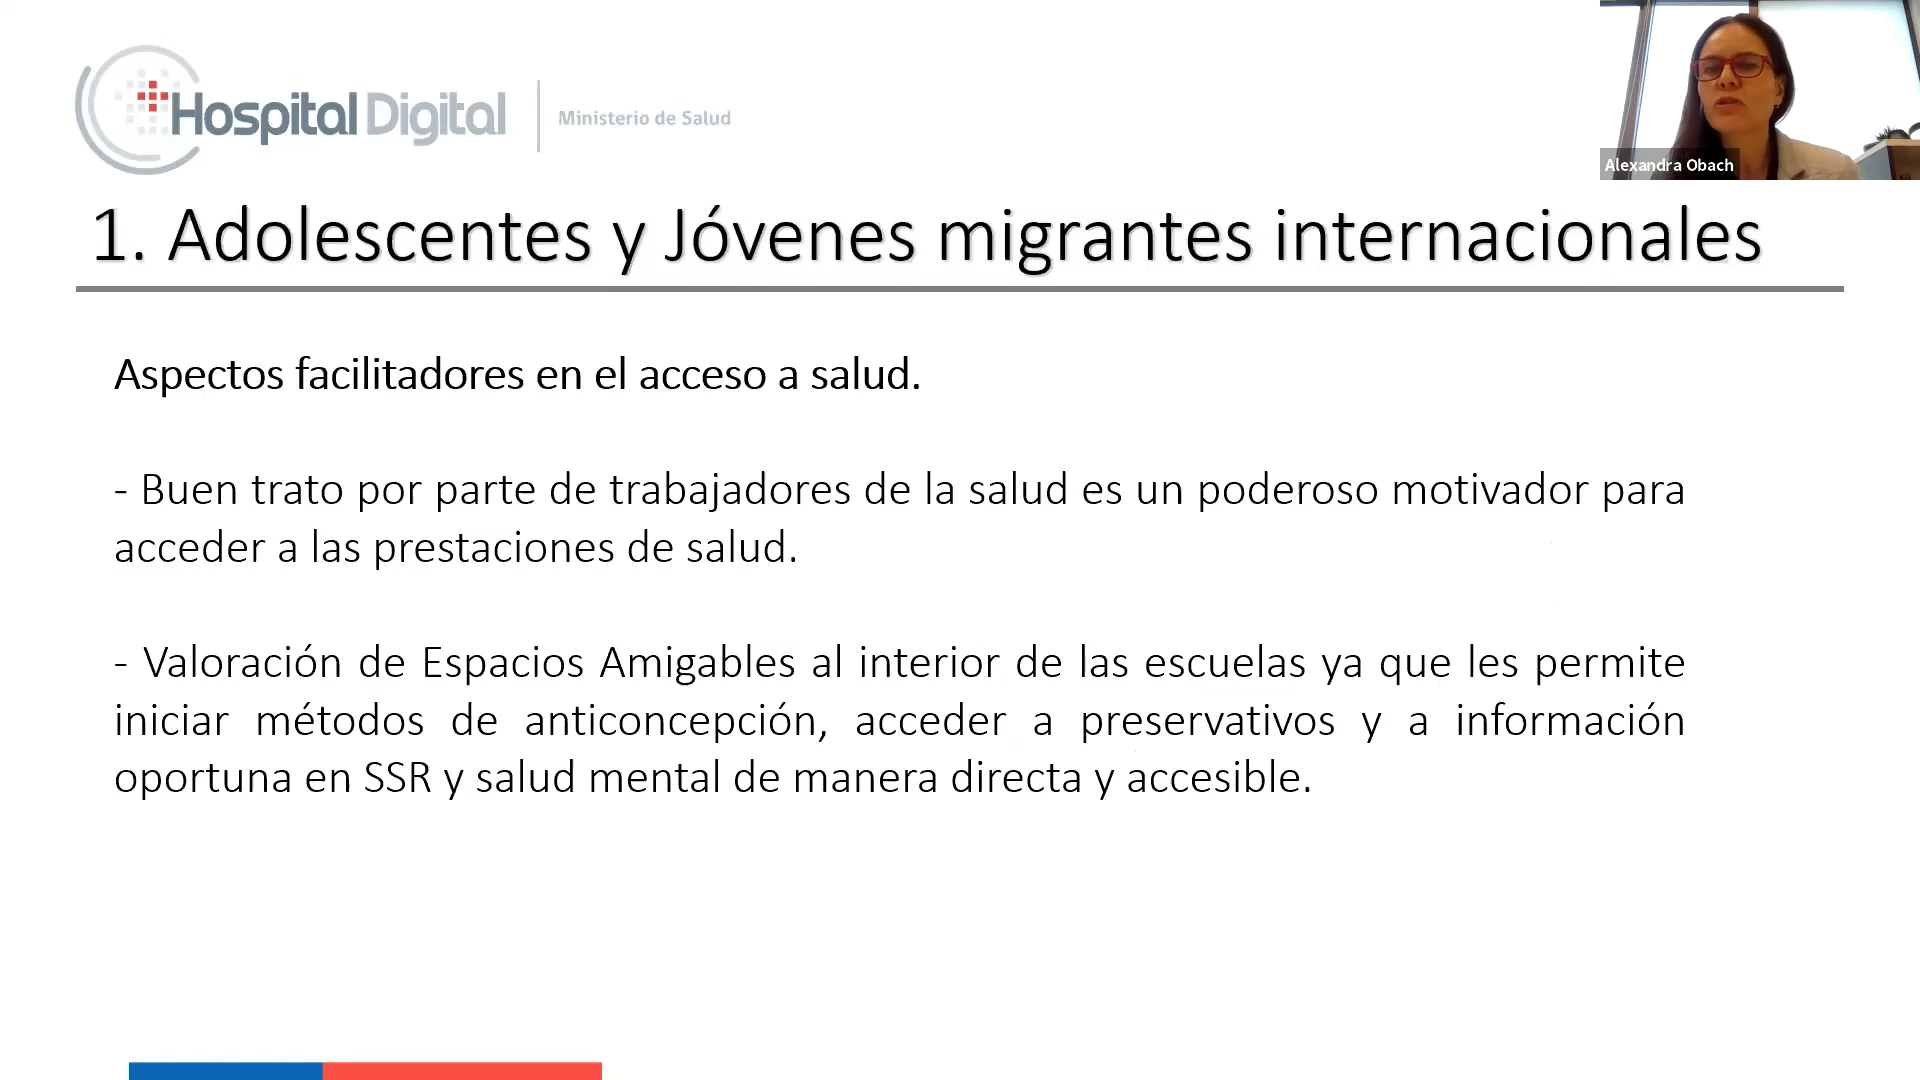 Hospital Digital
Ministerio de Salud
Alexandra Obach
1. Adolescentes y Jóvenes migrantes internacionales
Aspectos facilitadores en el acceso a salud.
- Buen trato por parte de trabajadores de la salud es un poderoso motivador para
acceder a las prestaciones de salud.
- Valoración de Espacios Amigables al interior de las escuelas ya que les permite
iniciar métodos de anticoncepción, acceder a preservativos y a información
oportuna en SSR y salud mental de manera directa y accesible.